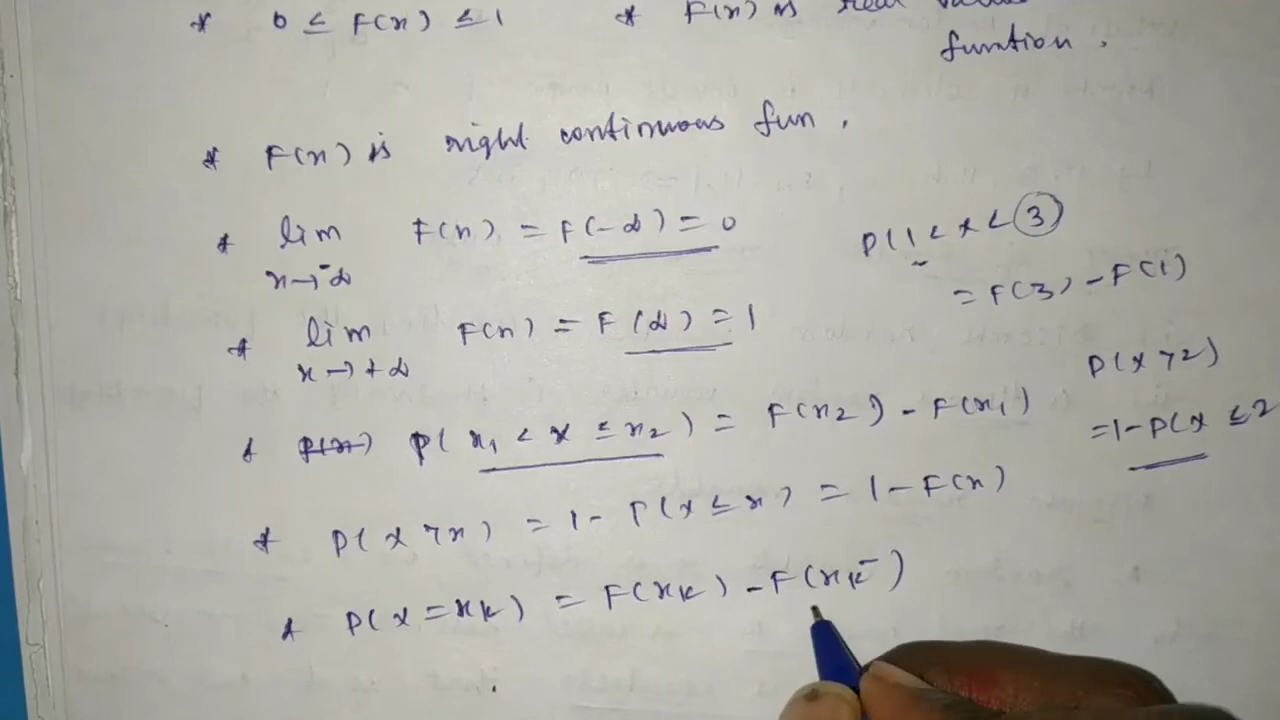 * 0 ≤ F(x) ≤ 1 * F(x) is real
function.
* F(x) is right continuous fun.
* lim F(x) = F(-∞) = 0
x→-∞
P(1 < X < 3)
= F(3) - F(1)
* lim F(x) = F(∞) = 1
x→+∞
P(X > 2)
= 1 - P(X ≤ 2
* P(x) P(x1 < X ≤ x2) = F(x2) - F(x1)
* P(X > x) = 1 - P(X ≤ x) = 1 - F(x)
* P(X = xk) = F(xk) - F(xk⁻)